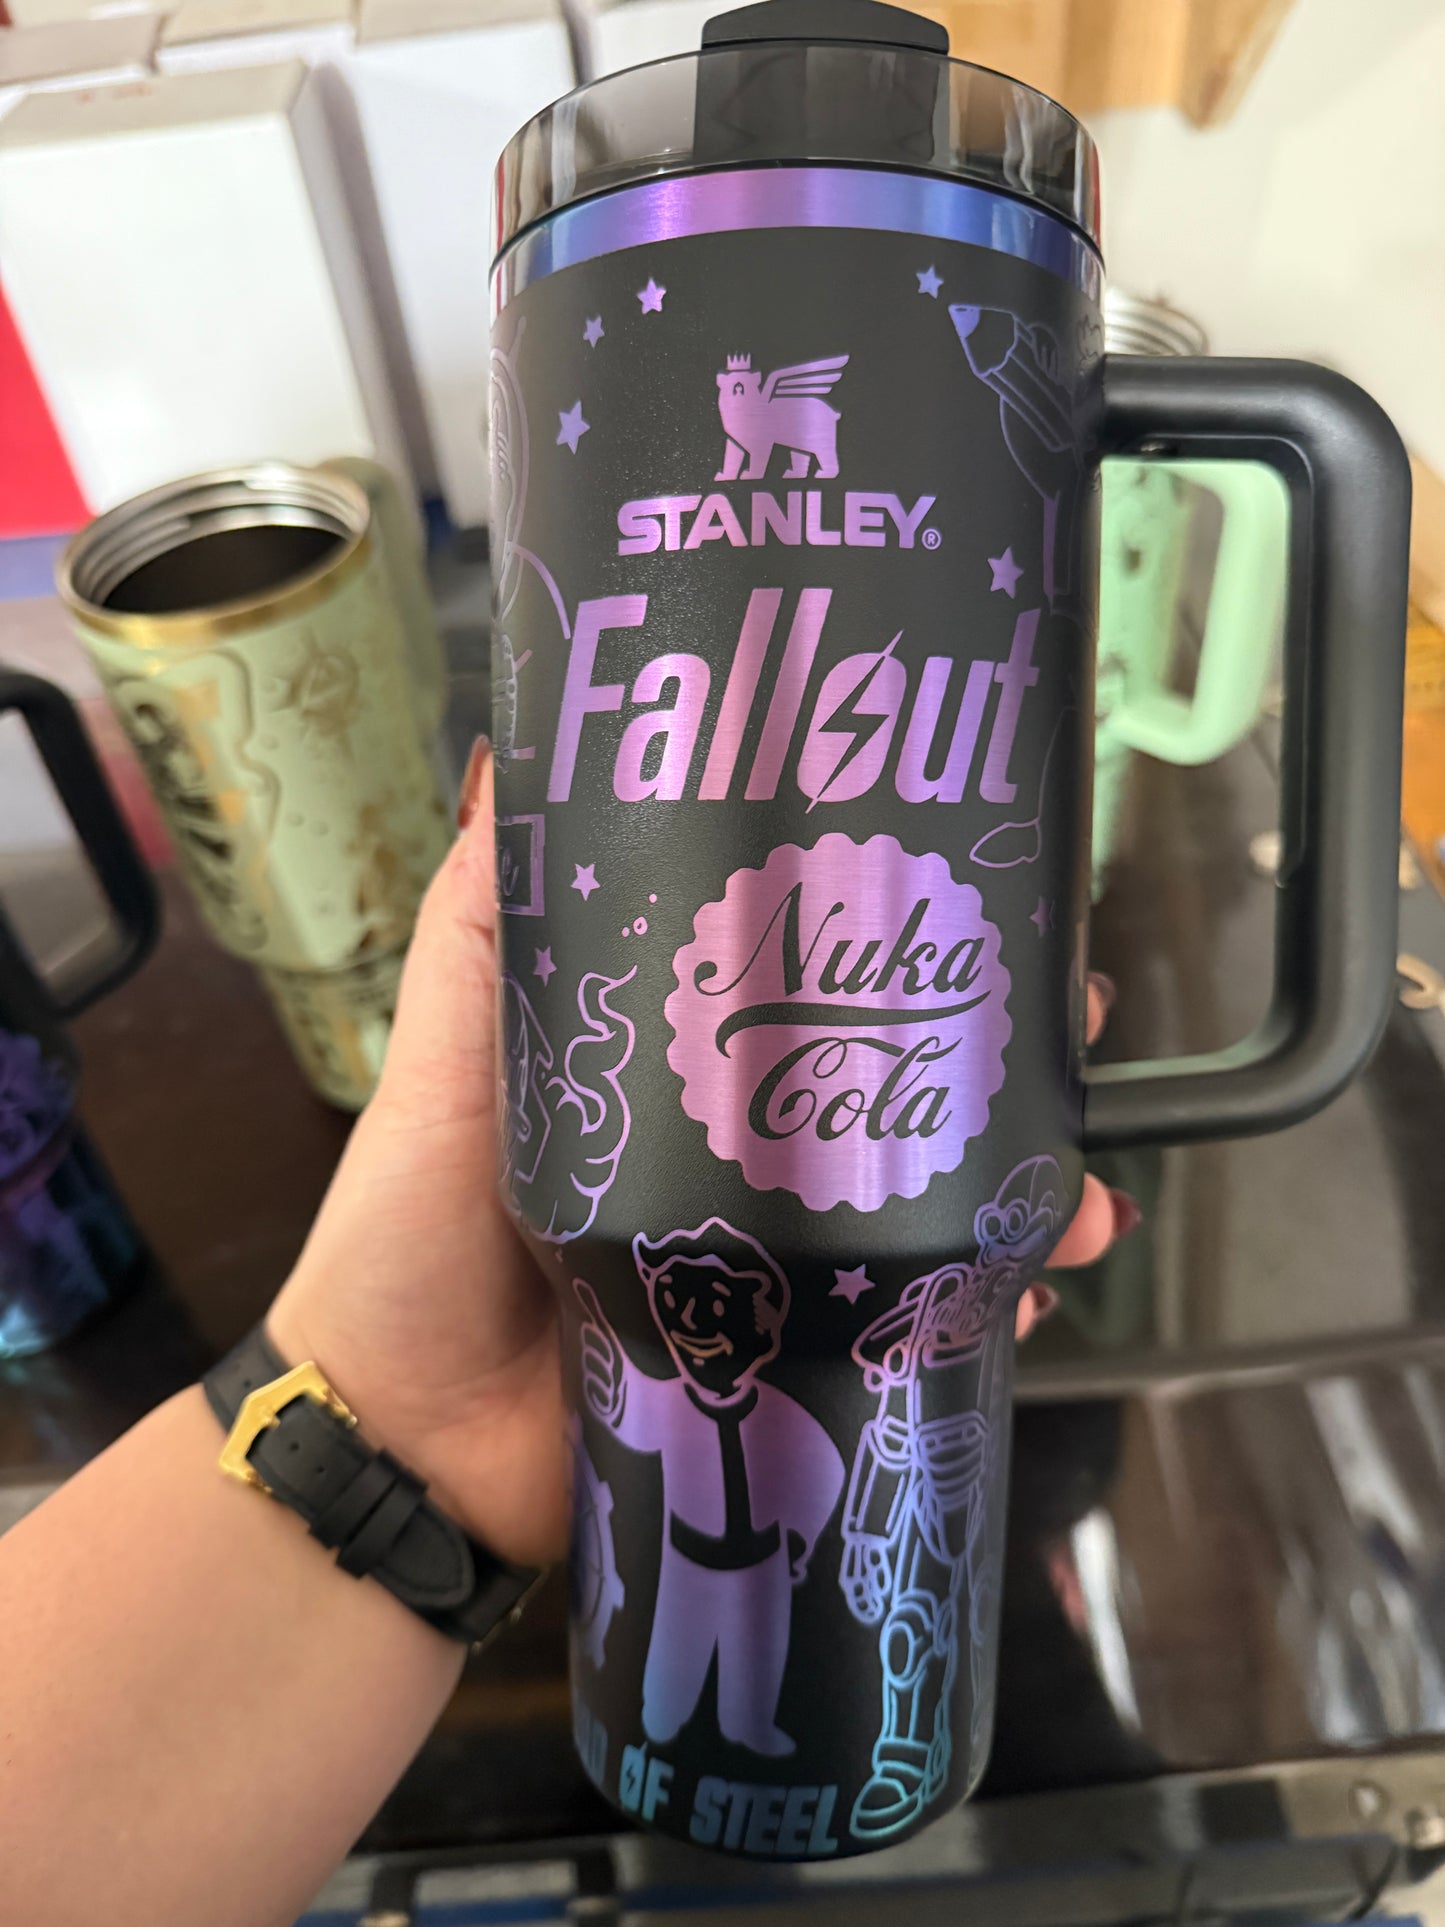 STANLEY®
Fallout
Nuka
Cola
OF STEEL